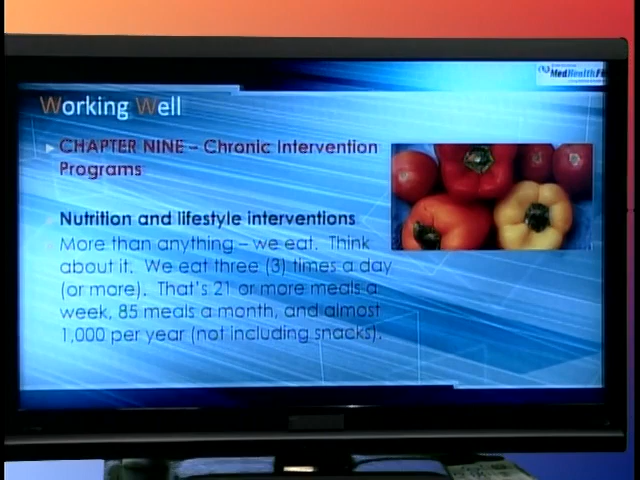 MedHealthFit
Working Well
CHAPTER NINE – Chronic Intervention
Programs
Nutrition and lifestyle interventions
More than anything – we eat. Think
about it. We eat three (3) times a day
(or more). That's 21 or more meals a
week, 85 meals a month, and almost
1,000 per year (not including snacks).